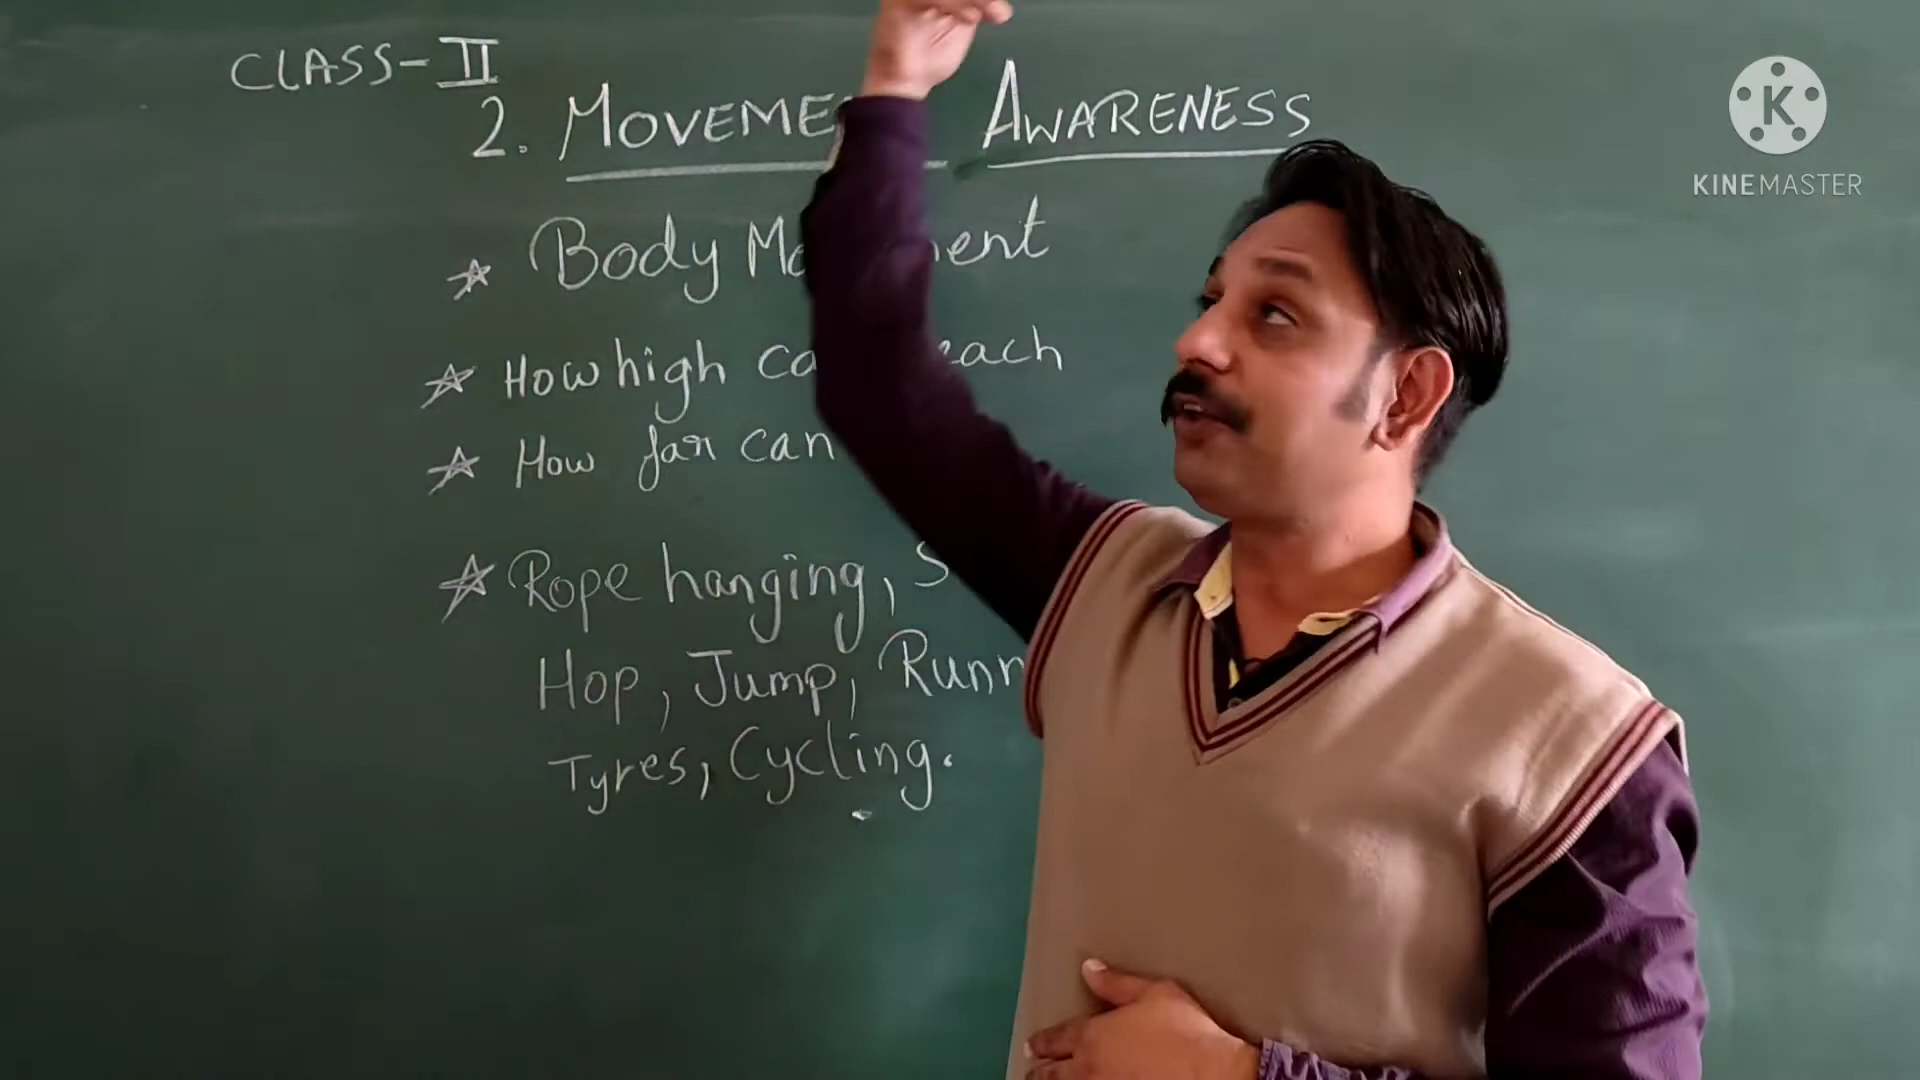 CLASS-II
2. MOVEME AWARENESS
Body M ent
How high ca each
How far can
Rope hanging, S
Hop, Jump, Runn
Tyres, Cycling.
K
KINEMASTER